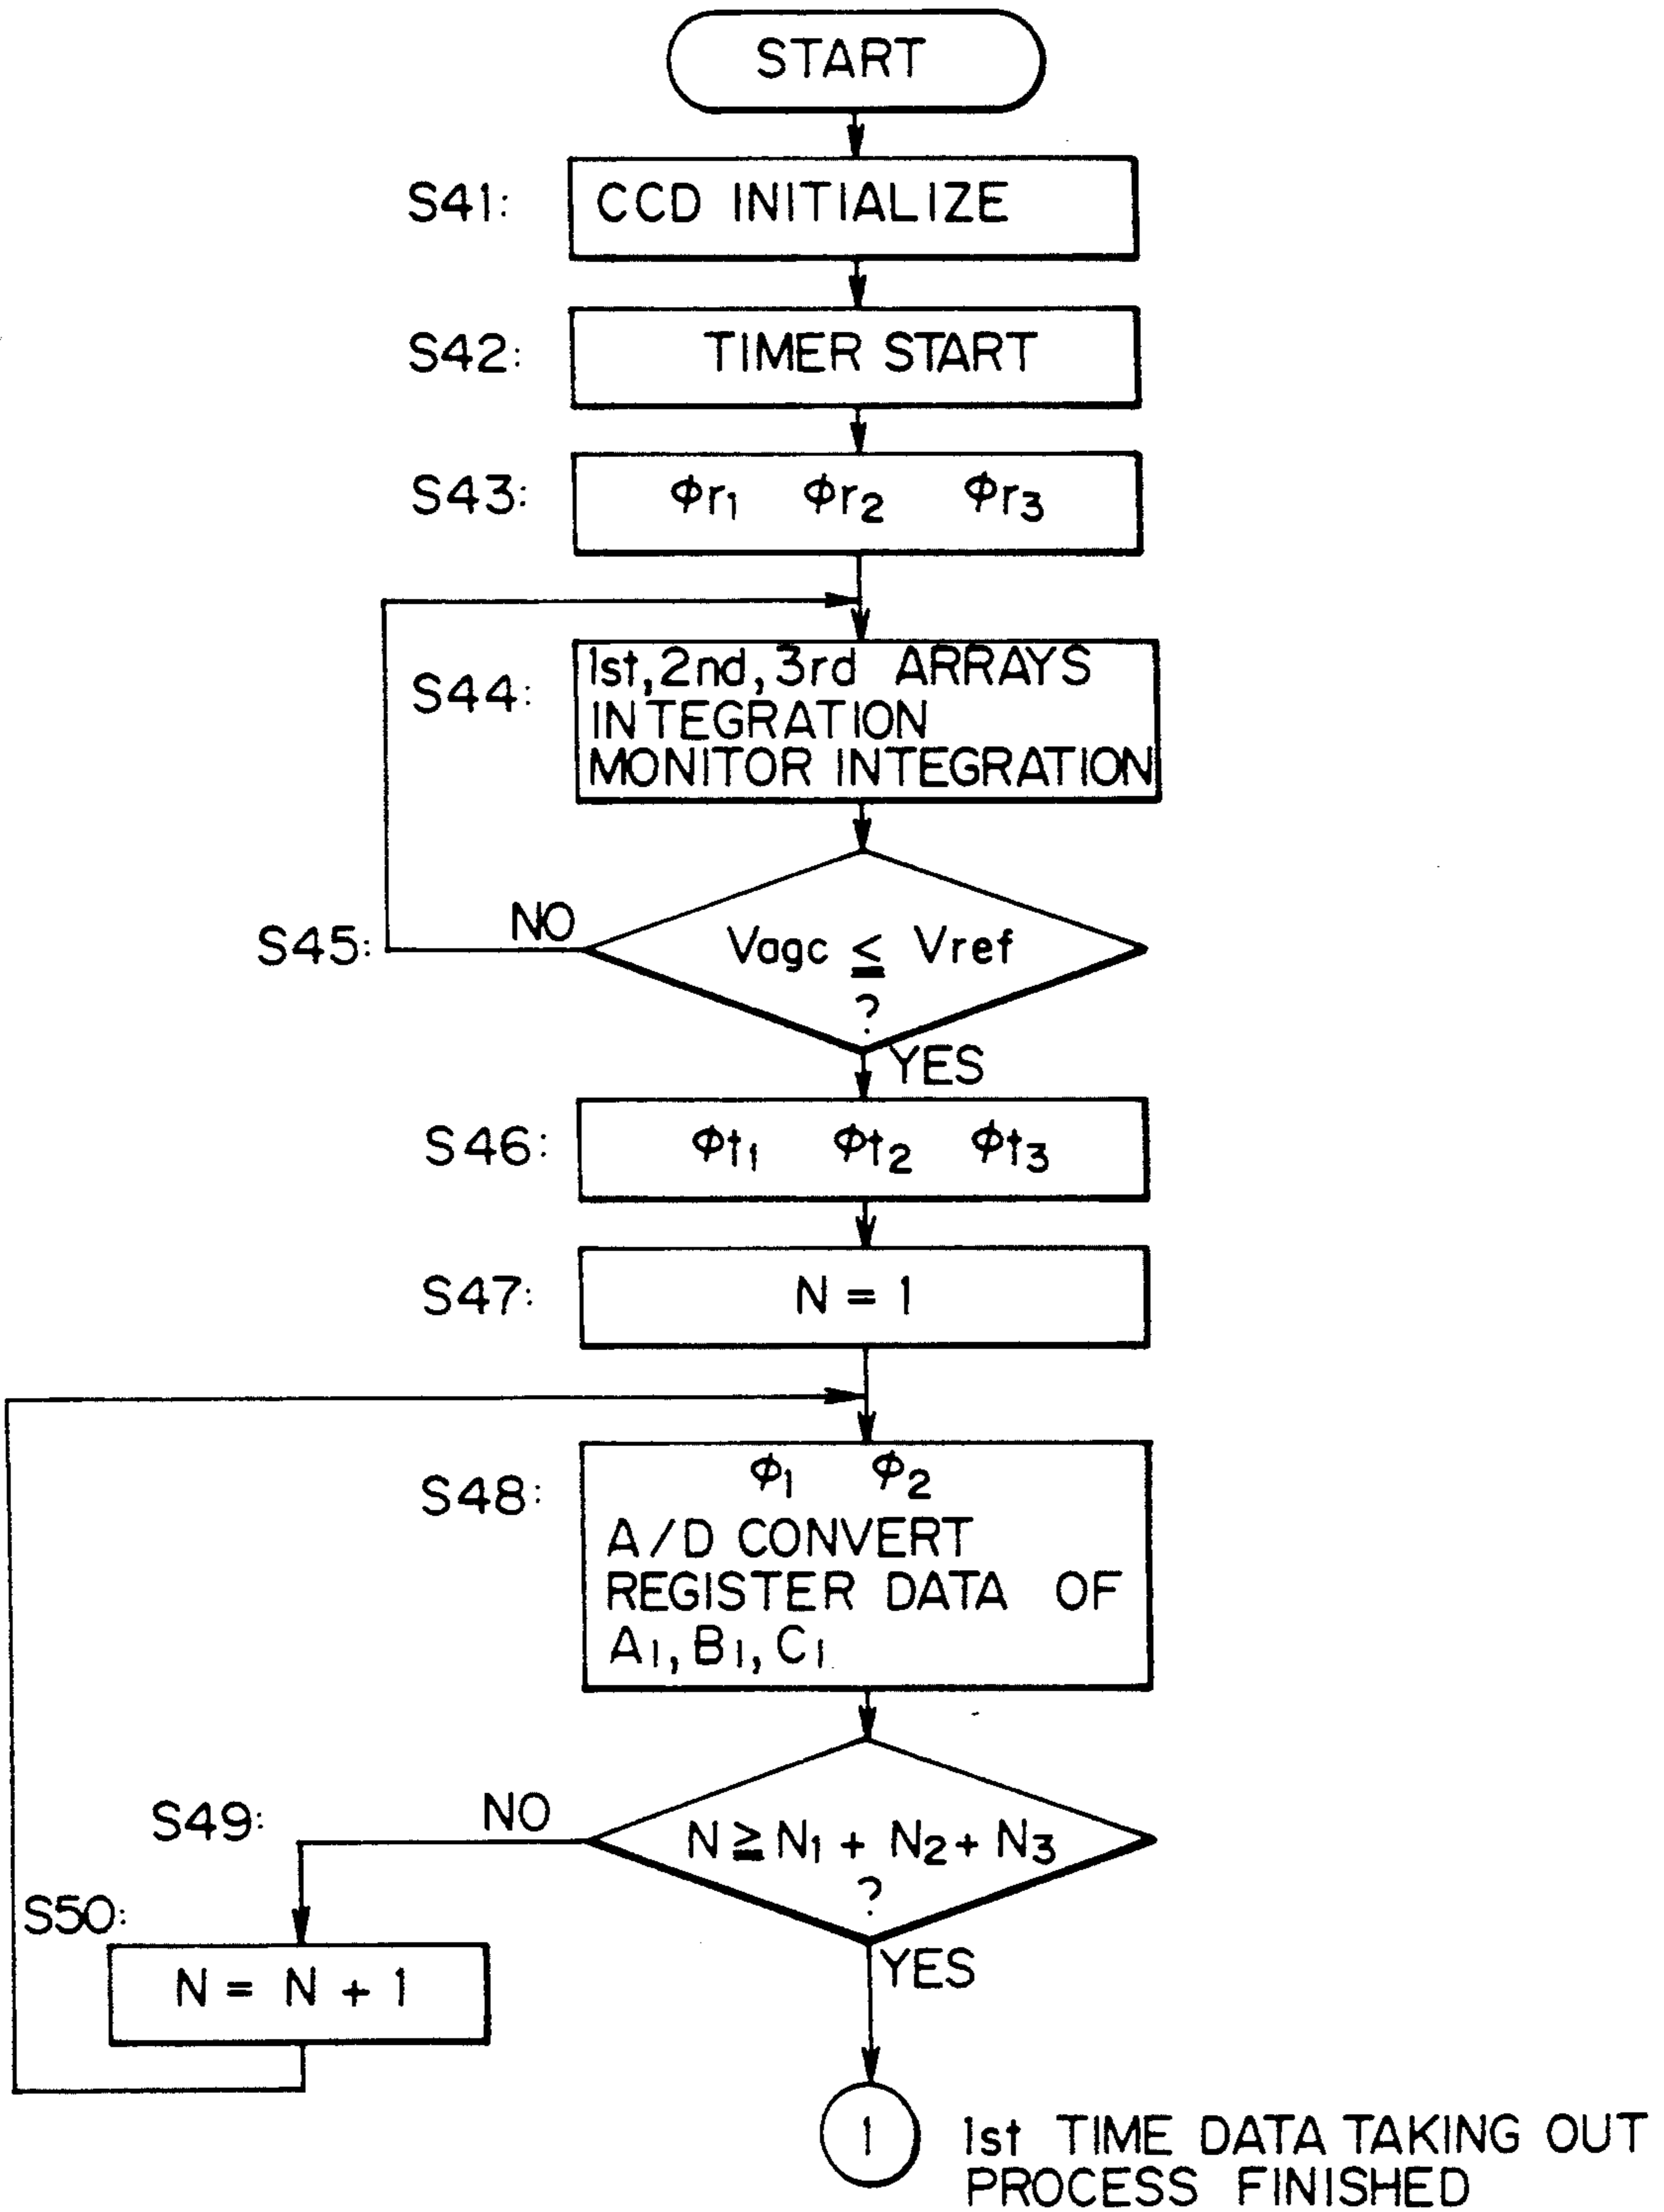 START
S41: CCD INITIALIZE
S42: TIMER START
S43: ϕr₁ ϕr₂ ϕr₃
S44: 1st, 2nd, 3rd ARRAYS
INTEGRATION
MONITOR INTEGRATION
S45: NO Vagc ≦ Vref
?
YES
S46: ϕt₁ ϕt₂ ϕt₃
S47: N = 1
S48: ϕ₁ ϕ₂
A/D CONVERT
REGISTER DATA OF
A₁, B₁, C₁
S49: NO N ≧ N₁ + N₂ + N₃
?
YES
S50:
N = N + 1
1
1st TIME DATA TAKING OUT
PROCESS FINISHED